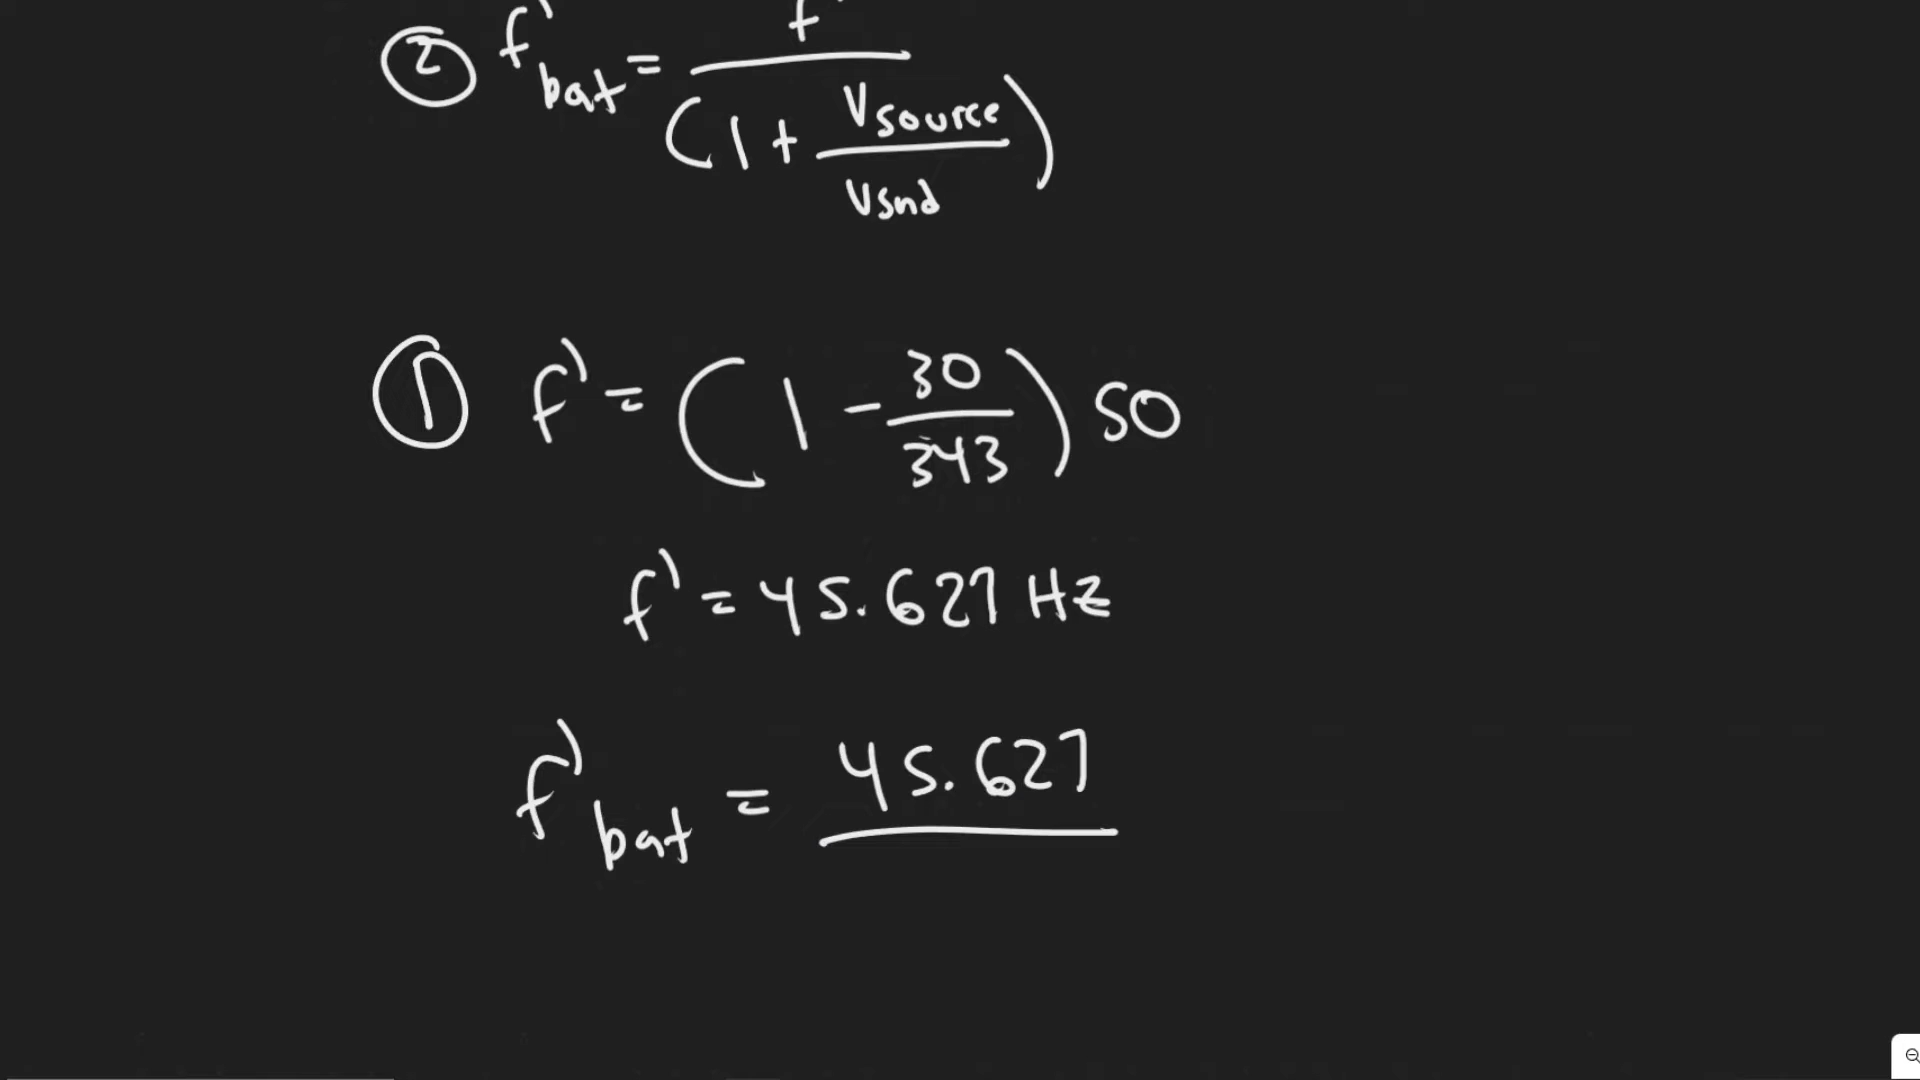 ② f'bat = f' / (1 + Vsource / Vsnd)
① f' = (1 - 30/343) 50
f' = 45.627 Hz
f'bat = 45.627 /